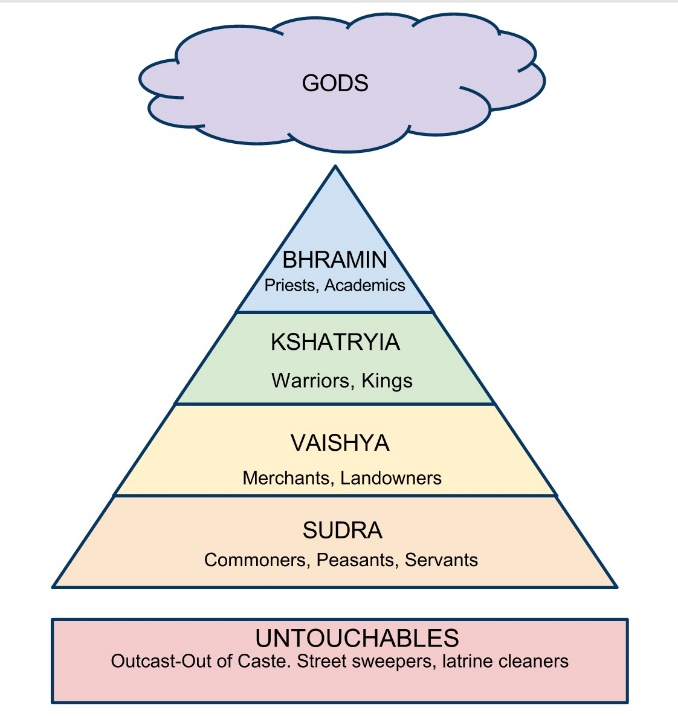 GODS
BHRAMIN
Priests, Academics
KSHATRYIA
Warriors, Kings
VAISHYA
Merchants, Landowners
SUDRA
Commoners, Peasants, Servants
UNTOUCHABLES
Outcast-Out of Caste. Street sweepers, latrine cleaners